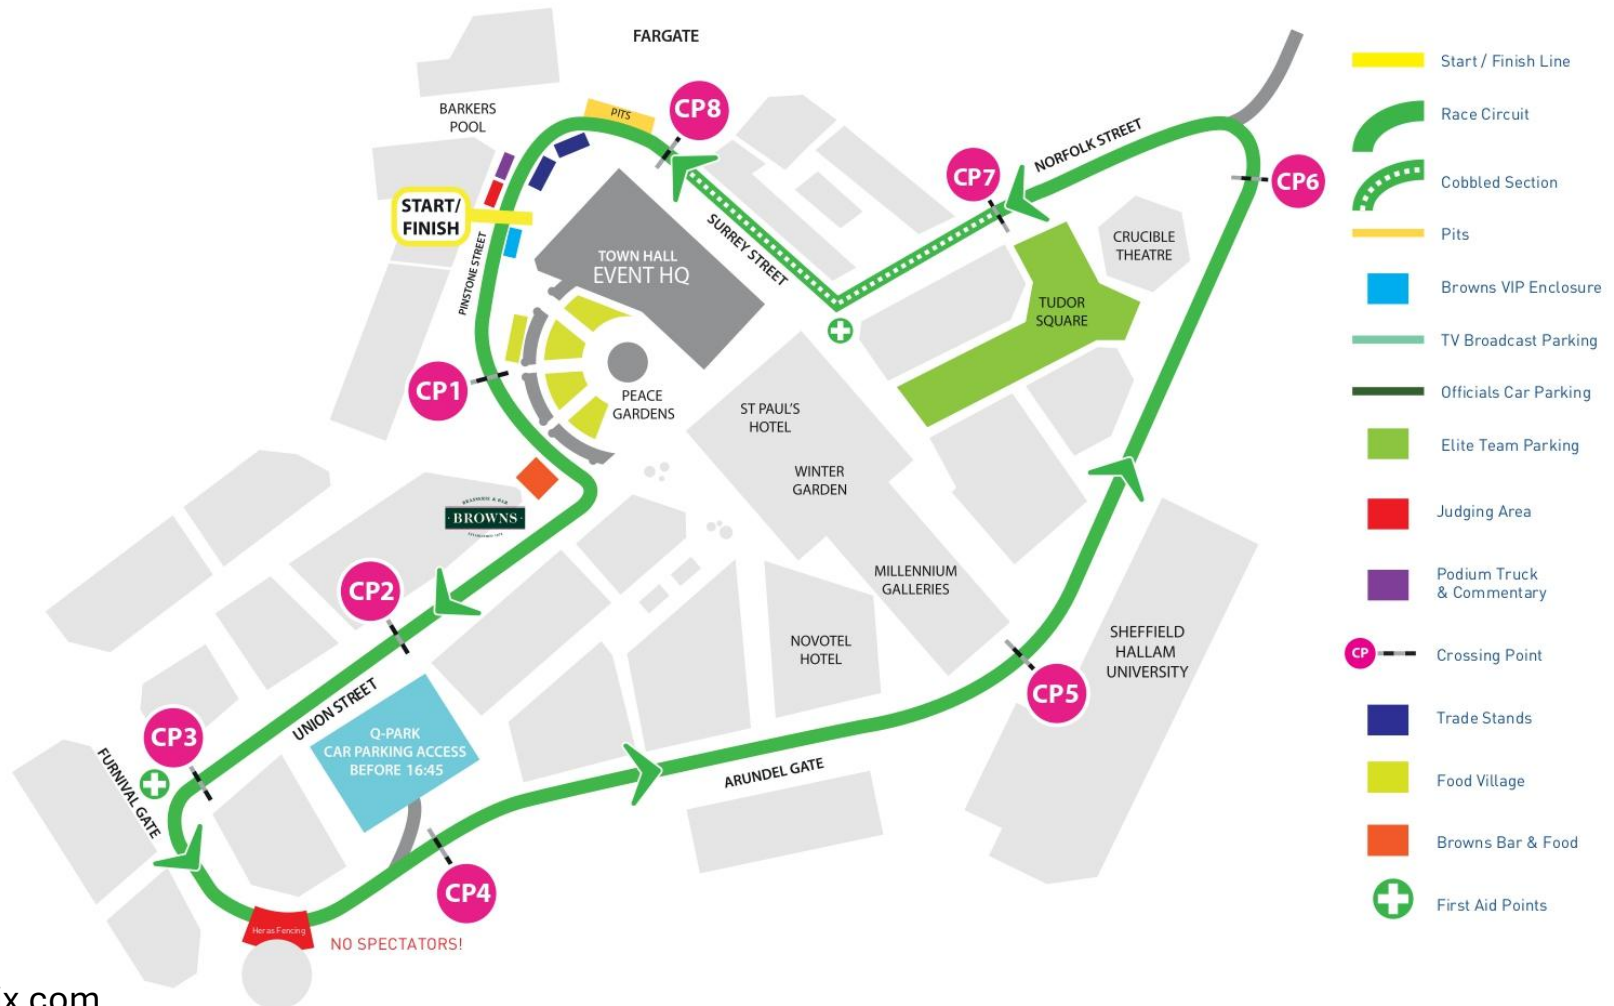 FARGATE
BARKERS
POOL
PITS
CP8
START/
FINISH
PINSTONE STREET
TOWN HALL
EVENT HQ
SURREY STREET
CP7
NORFOLK STREET
CP6
CRUCIBLE
THEATRE
TUDOR
SQUARE
CP1
PEACE
GARDENS
ST PAUL'S
HOTEL
WINTER
GARDEN
BRASSERIE & BAR
BROWNS
CP2
MILLENNIUM
GALLERIES
NOVOTEL
HOTEL
SHEFFIELD
HALLAM
UNIVERSITY
CP5
UNION STREET
CP3
FURNIVAL GATE
Q-PARK
CAR PARKING ACCESS
BEFORE 16:45
ARUNDEL GATE
CP4
Heras Fencing
NO SPECTATORS!
ix.com
Start / Finish Line
Race Circuit
Cobbled Section
Pits
Browns VIP Enclosure
TV Broadcast Parking
Officials Car Parking
Elite Team Parking
Judging Area
Podium Truck
& Commentary
CP
Crossing Point
Trade Stands
Food Village
Browns Bar & Food
First Aid Points